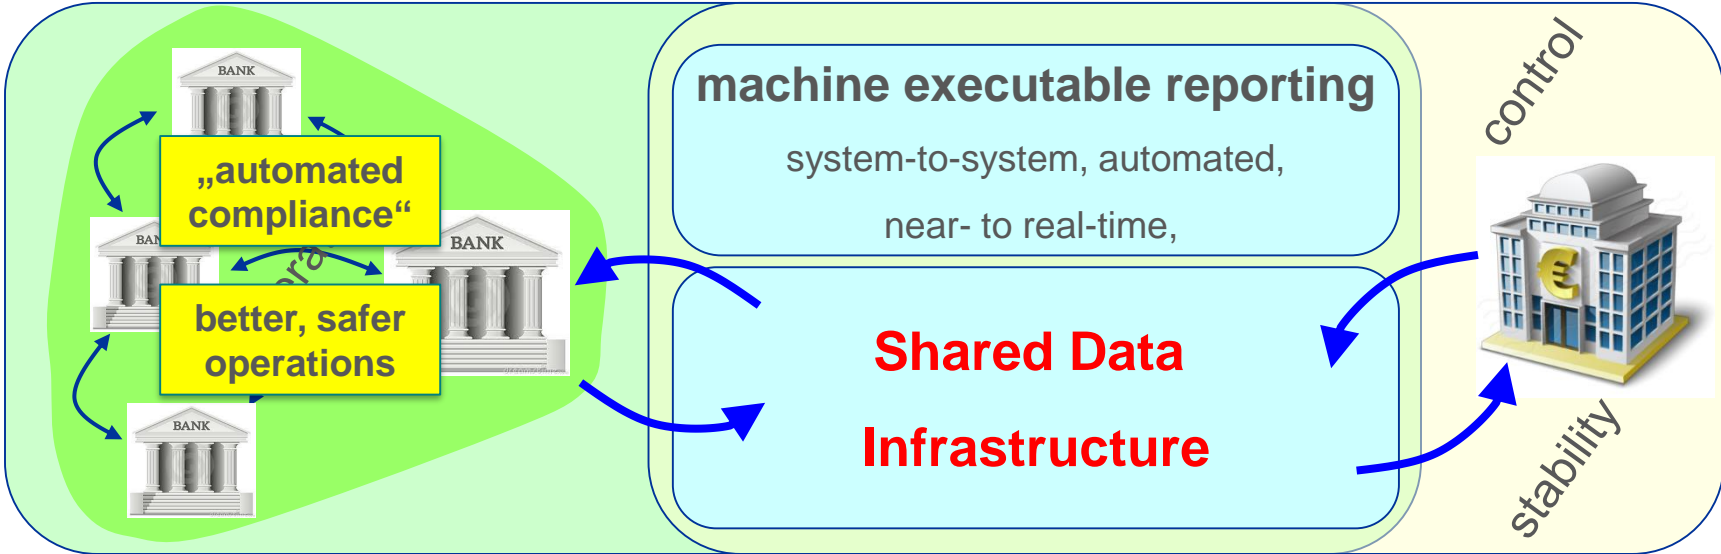 BANK
„automated
compliance“
BANK
better, safer
operations
BANK
machine executable reporting
system-to-system, automated,
near- to real-time,
Shared Data
Infrastructure
control
€
stability